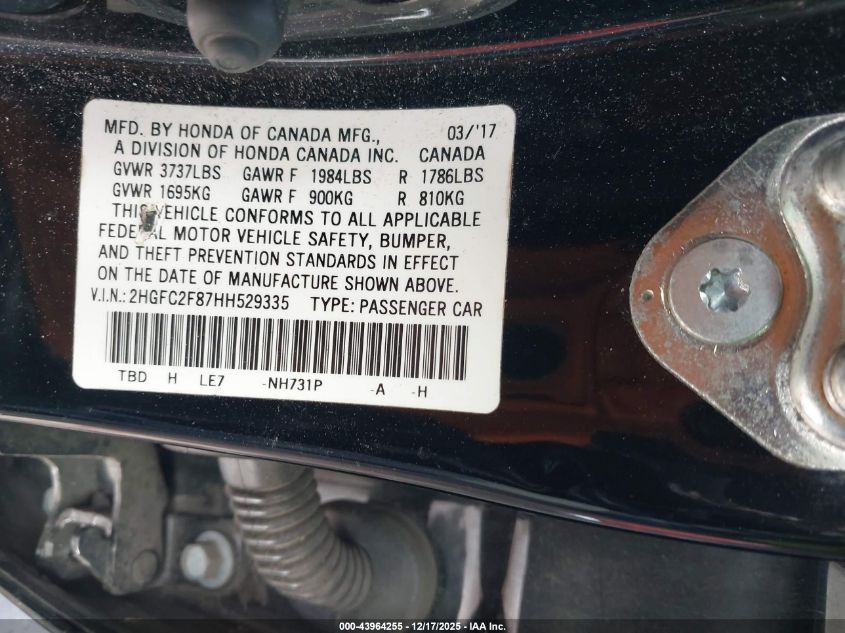 MFD. BY HONDA OF CANADA MFG., 03/'17
A DIVISION OF HONDA CANADA INC. CANADA
GVWR 3737LBS GAWR F 1984LBS R 1786LBS
GVWR 1695KG GAWR F 900KG R 810KG
THIS VEHICLE CONFORMS TO ALL APPLICABLE
FEDERAL MOTOR VEHICLE SAFETY, BUMPER,
AND THEFT PREVENTION STANDARDS IN EFFECT
ON THE DATE OF MANUFACTURE SHOWN ABOVE.
V.I.N.: 2HGFC2F87HH529335 TYPE: PASSENGER CAR
TBD H LE7 -NH731P -A -H
000-43964255 - 12/17/2025 - IAA Inc.